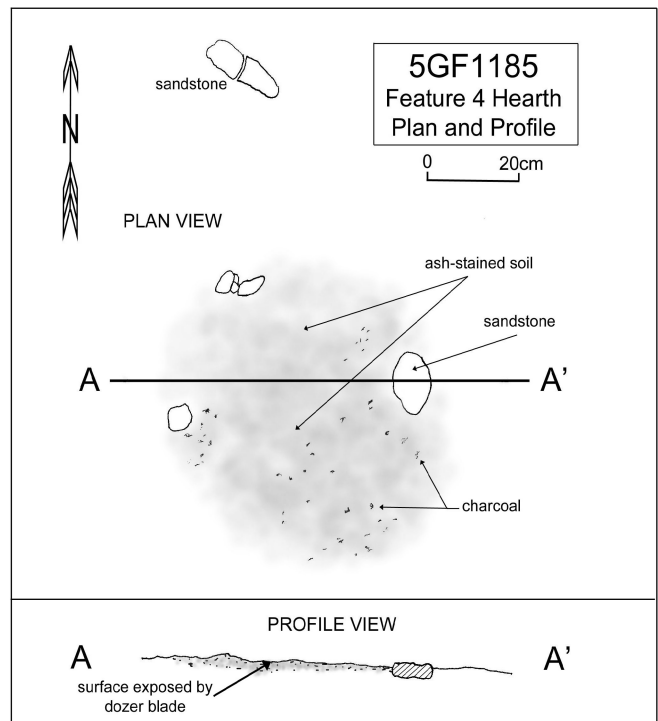 5GF1185
Feature 4 Hearth
Plan and Profile
0 20cm
sandstone
N
PLAN VIEW
ash-stained soil
sandstone
A A’
charcoal
PROFILE VIEW
A A’
surface exposed by
dozer blade